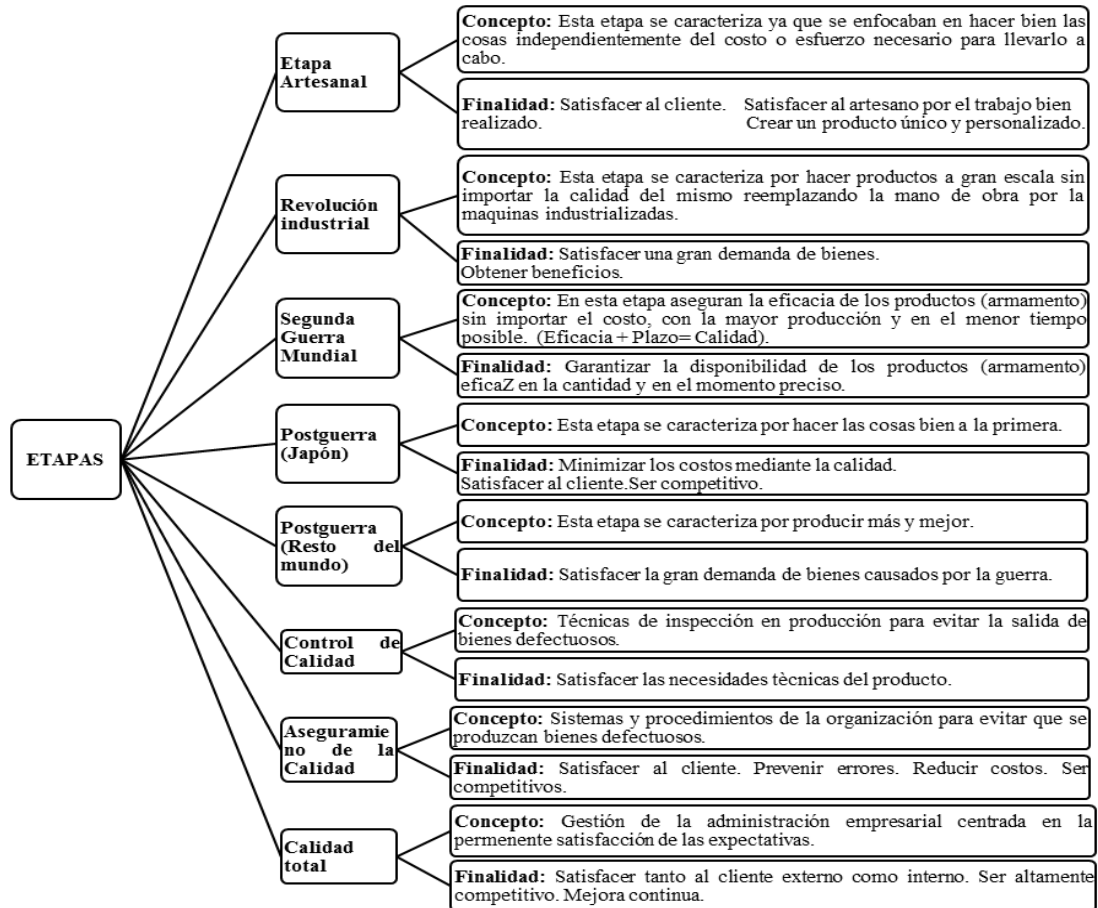 ETAPAS
Etapa
Artesanal
Concepto: Esta etapa se caracteriza ya que se enfocaban en hacer bien las
cosas independientemente del costo o esfuerzo necesario para llevarlo a
cabo.
Finalidad: Satisfacer al cliente. Satisfacer al artesano por el trabajo bien
realizado. Crear un producto único y personalizado.
Revolución
industrial
Concepto: Esta etapa se caracteriza por hacer productos a gran escala sin
importar la calidad del mismo reemplazando la mano de obra por la
maquinas industrializadas.
Finalidad: Satisfacer una gran demanda de bienes.
Obtener beneficios.
Segunda
Guerra
Mundial
Concepto: En esta etapa aseguran la eficacia de los productos (armamento)
sin importar el costo, con la mayor producción y en el menor tiempo
posible. (Eficacia + Plazo= Calidad).
Finalidad: Garantizar la disponibilidad de los productos (armamento)
eficaZ en la cantidad y en el momento preciso.
Postguerra
(Japón)
Concepto: Esta etapa se caracteriza por hacer las cosas bien a la primera.
Finalidad: Minimizar los costos mediante la calidad.
Satisfacer al cliente.Ser competitivo.
Postguerra
(Resto del
mundo)
Concepto: Esta etapa se caracteriza por producir más y mejor.
Finalidad: Satisfacer la gran demanda de bienes causados por la guerra.
Control de
Calidad
Concepto: Técnicas de inspección en producción para evitar la salida de
bienes defectuosos.
Finalidad: Satisfacer las necesidades tècnicas del producto.
Aseguramie
no de la
Calidad
Concepto: Sistemas y procedimientos de la organización para evitar que se
produzcan bienes defectuosos.
Finalidad: Satisfacer al cliente. Prevenir errores. Reducir costos. Ser
competitivos.
Calidad
total
Concepto: Gestión de la administración empresarial centrada en la
permenente satisfacción de las expectativas.
Finalidad: Satisfacer tanto al cliente externo como interno. Ser altamente
competitivo. Mejora continua.